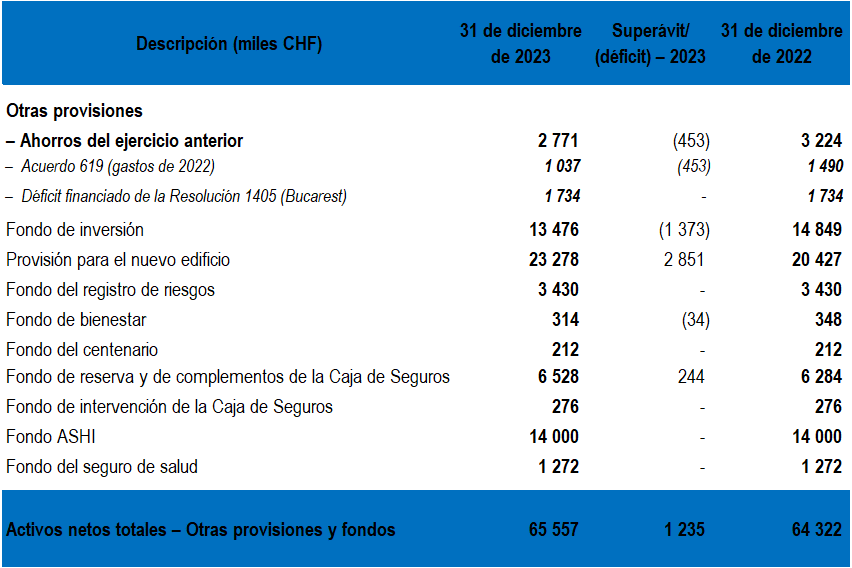 Descripción (miles CHF) 31 de diciembre de 2023 Superávit/ (déficit) – 2023 31 de diciembre de 2022
Otras provisiones
– Ahorros del ejercicio anterior 2 771 (453) 3 224
– Acuerdo 619 (gastos de 2022) 1 037 (453) 1 490
– Déficit financiado de la Resolución 1405 (Bucarest) 1 734 - 1 734
Fondo de inversión 13 476 (1 373) 14 849
Provisión para el nuevo edificio 23 278 2 851 20 427
Fondo del registro de riesgos 3 430 - 3 430
Fondo de bienestar 314 (34) 348
Fondo del centenario 212 - 212
Fondo de reserva y de complementos de la Caja de Seguros 6 528 244 6 284
Fondo de intervención de la Caja de Seguros 276 - 276
Fondo ASHI 14 000 - 14 000
Fondo del seguro de salud 1 272 - 1 272
Activos netos totales – Otras provisiones y fondos 65 557 1 235 64 322